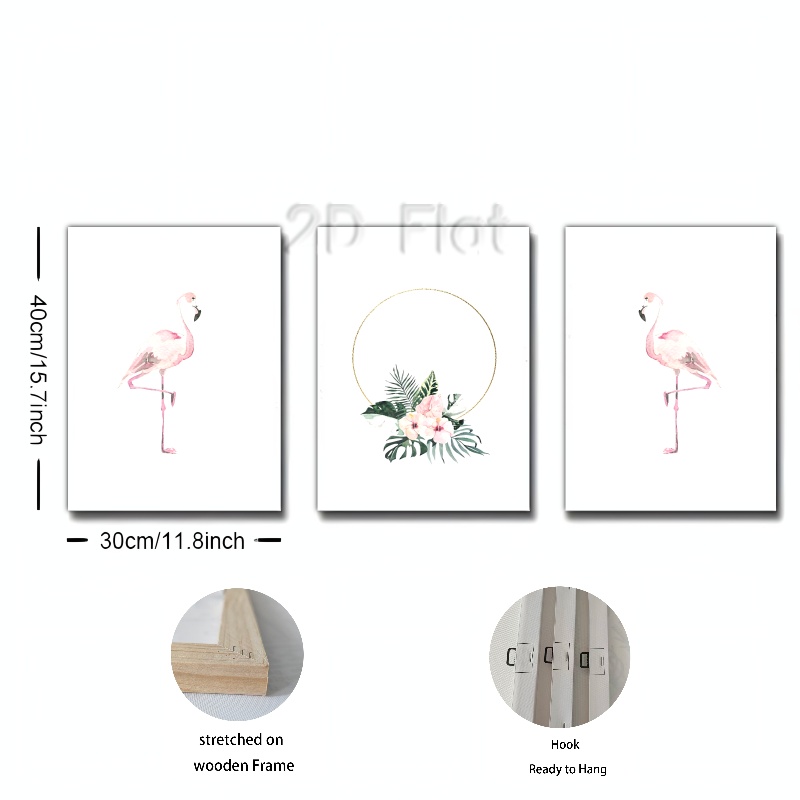 2D Flat
40cm/15.7inch
30cm/11.8inch
stretched on
wooden Frame
Hook
Ready to Hang